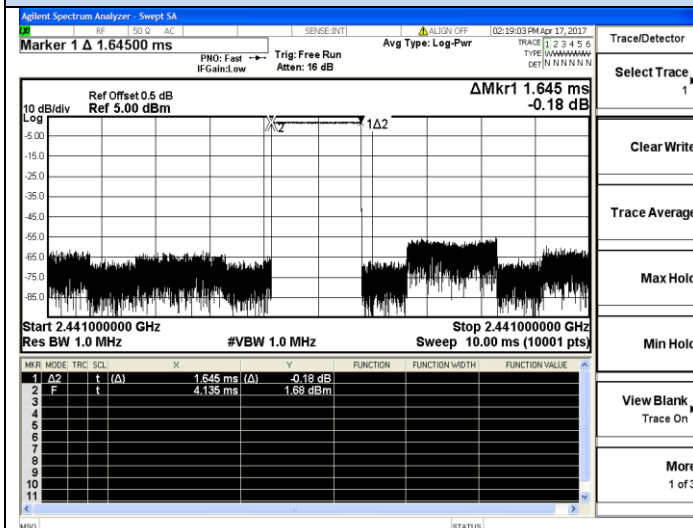 Agilent Spectrum Analyzer - Swept SA
RF 50 Ω AC SENSE:INT ALIGN OFF 02:19:03 PM Apr 17, 2017
Marker 1 Δ 1.64500 ms
PNO: Fast Trig: Free Run
IFGain:Low Atten: 16 dB
Avg Type: Log-Pwr
TRACE 1 2 3 4 5 6
TYPE
DET N N N N N N
Trace/Detector
Select Trace
1
Clear Write
Trace Average
Max Hold
Min Hold
View Blank
Trace On
More
1 of 3
Ref Offset 0.5 dB
10 dB/div Ref 5.00 dBm
ΔMkr1 1.645 ms
-0.18 dB
Log
2 1Δ2
-5.00
-15.0
-25.0
-35.0
-45.0
-55.0
-65.0
-75.0
-85.0
Start 2.441000000 GHz Stop 2.441000000 GHz
Res BW 1.0 MHz #VBW 1.0 MHz Sweep 10.00 ms (10001 pts)
MKR MODE TRC SCL X Y FUNCTION FUNCTION WIDTH FUNCTION VALUE
1 Δ2 t (Δ) 1.645 ms (Δ) -0.18 dB
2 F t 4.135 ms 1.68 dBm
3
4
5
6
7
8
9
10
11
MSG STATUS